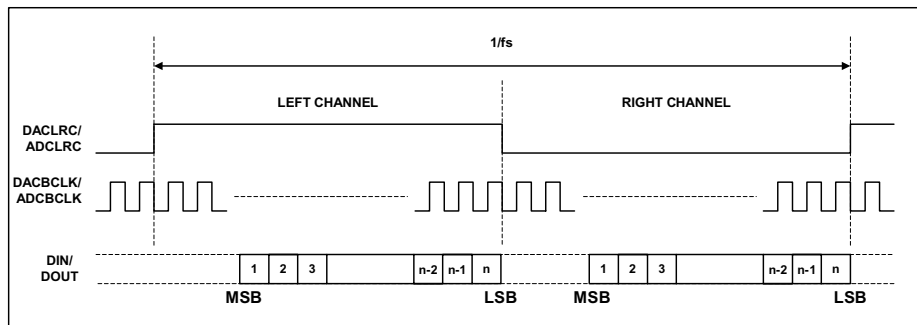 1/fs
LEFT CHANNEL
RIGHT CHANNEL
DACLRC/
ADCLRC
DACBCLK/
ADCBCLK
DIN/
DOUT
1 2 3 n-2 n-1 n 1 2 3 n-2 n-1 n
MSB LSB MSB LSB